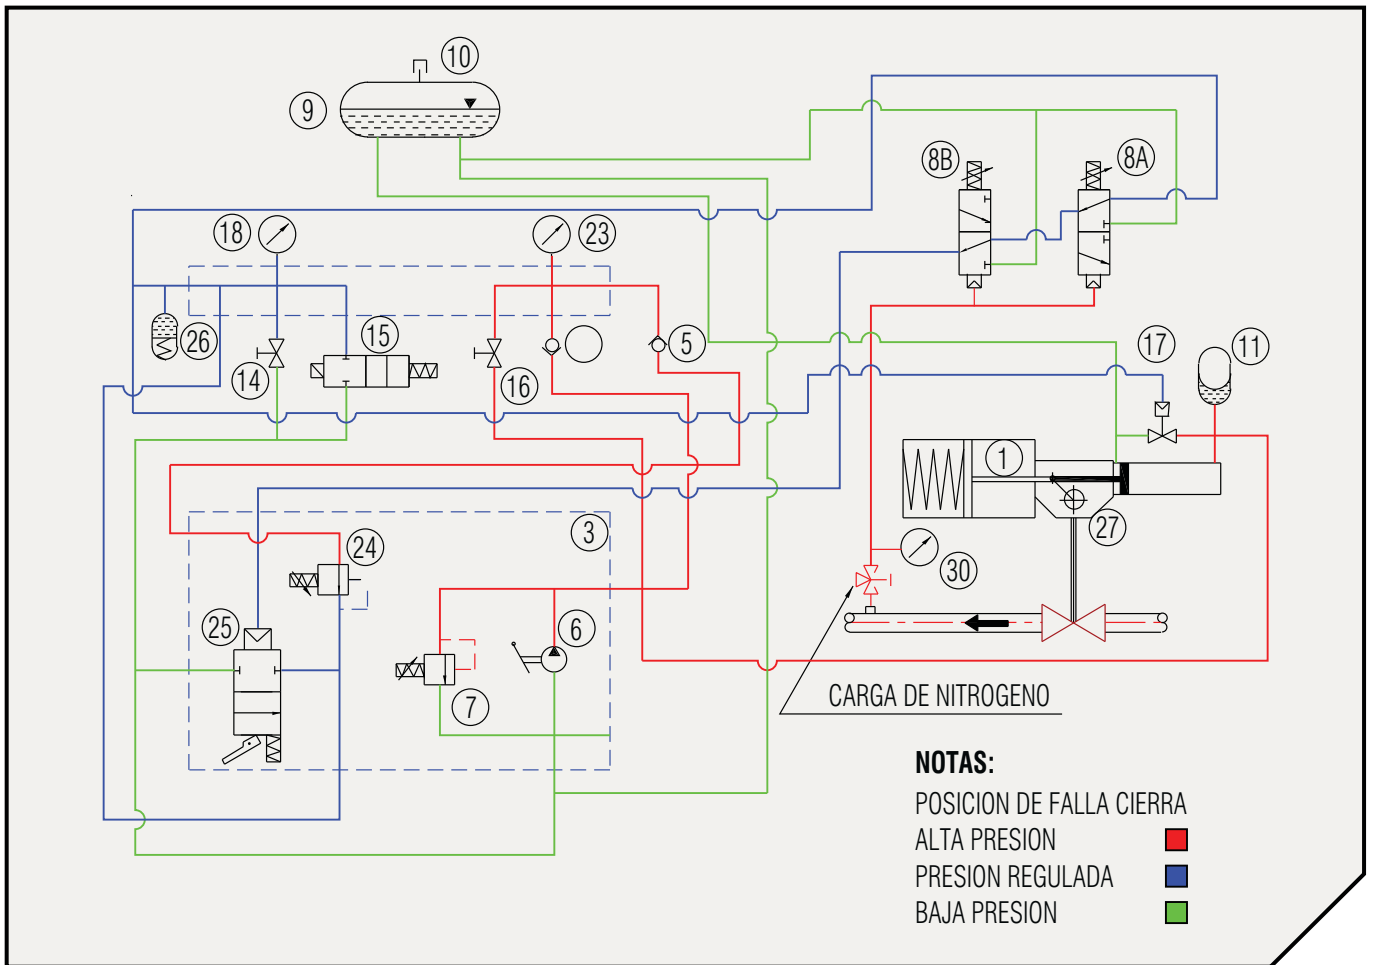 10
9
8B
8A
18
23
26
15
5
17
11
14
16
1
3
27
24
30
25
6
7
CARGA DE NITROGENO
NOTAS:
POSICION DE FALLA CIERRA
ALTA PRESION
PRESION REGULADA
BAJA PRESION